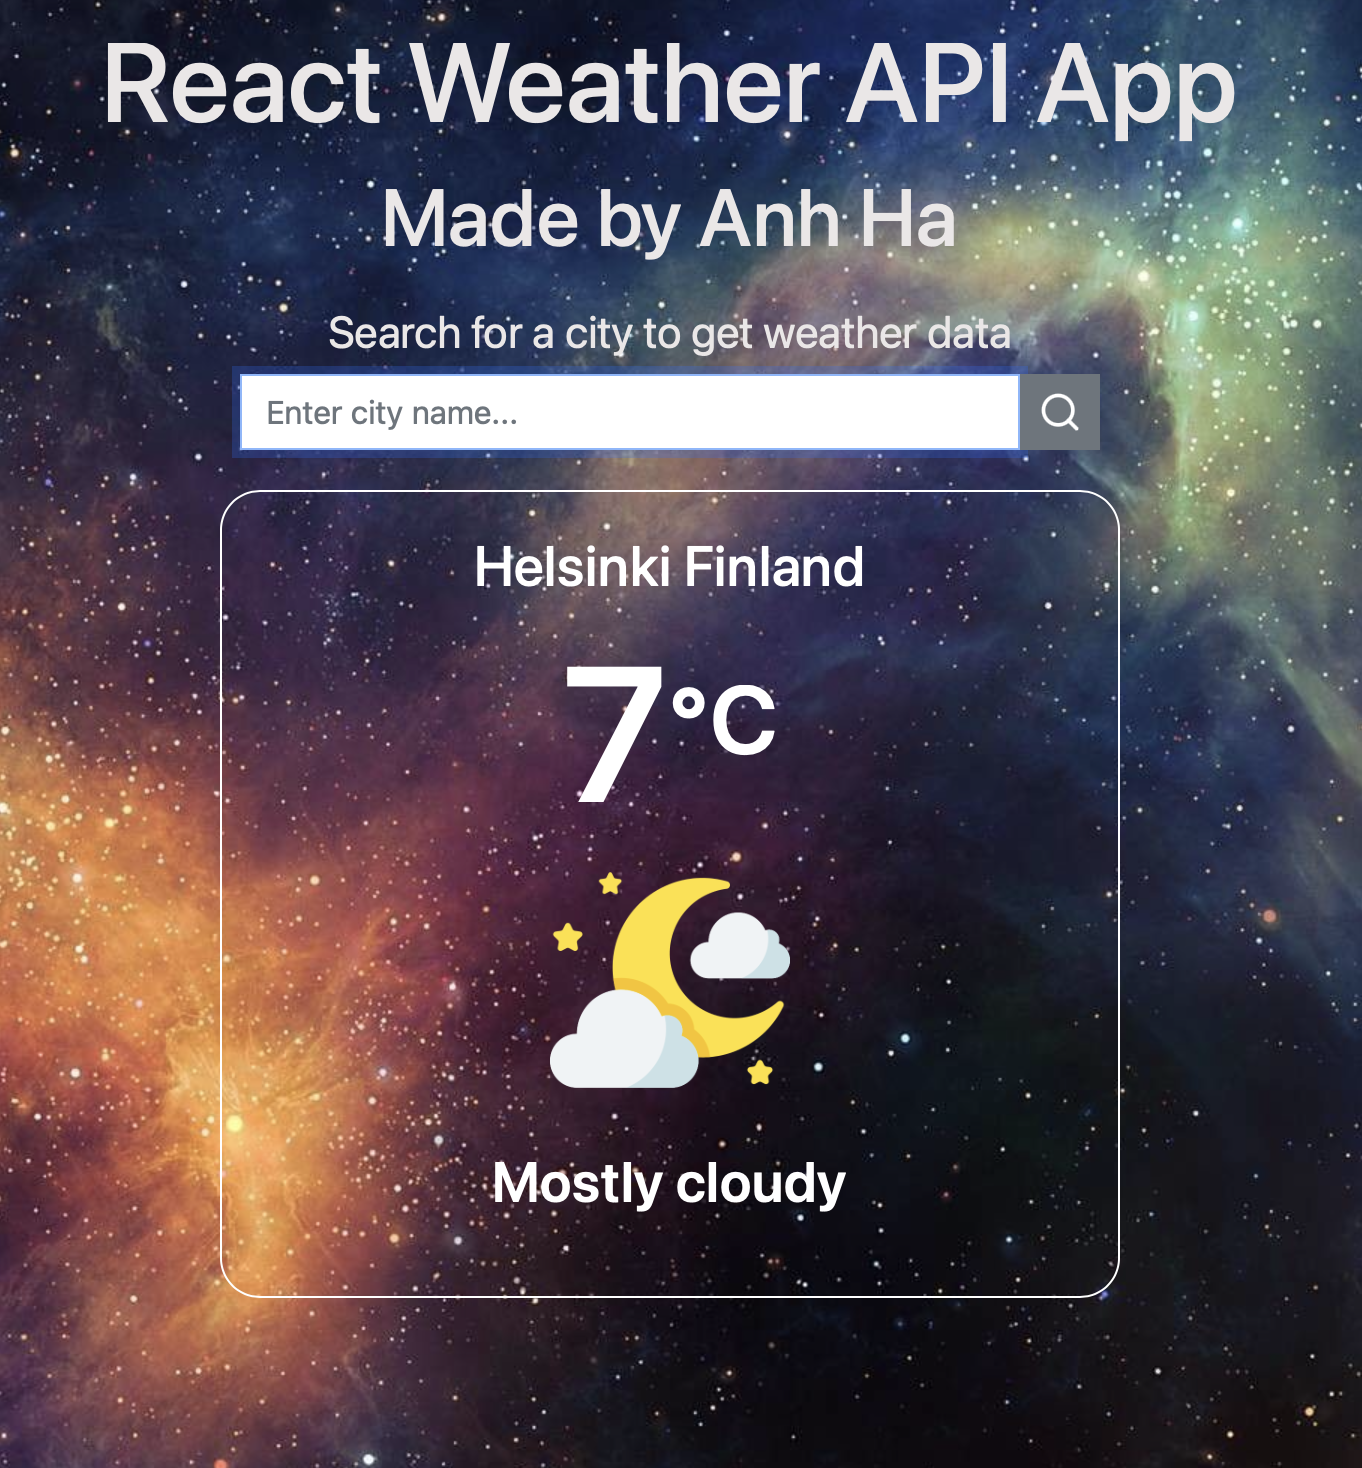 React Weather API App
Made by Anh Ha
Search for a city to get weather data
Enter city name...
Helsinki Finland
7°C
Mostly cloudy